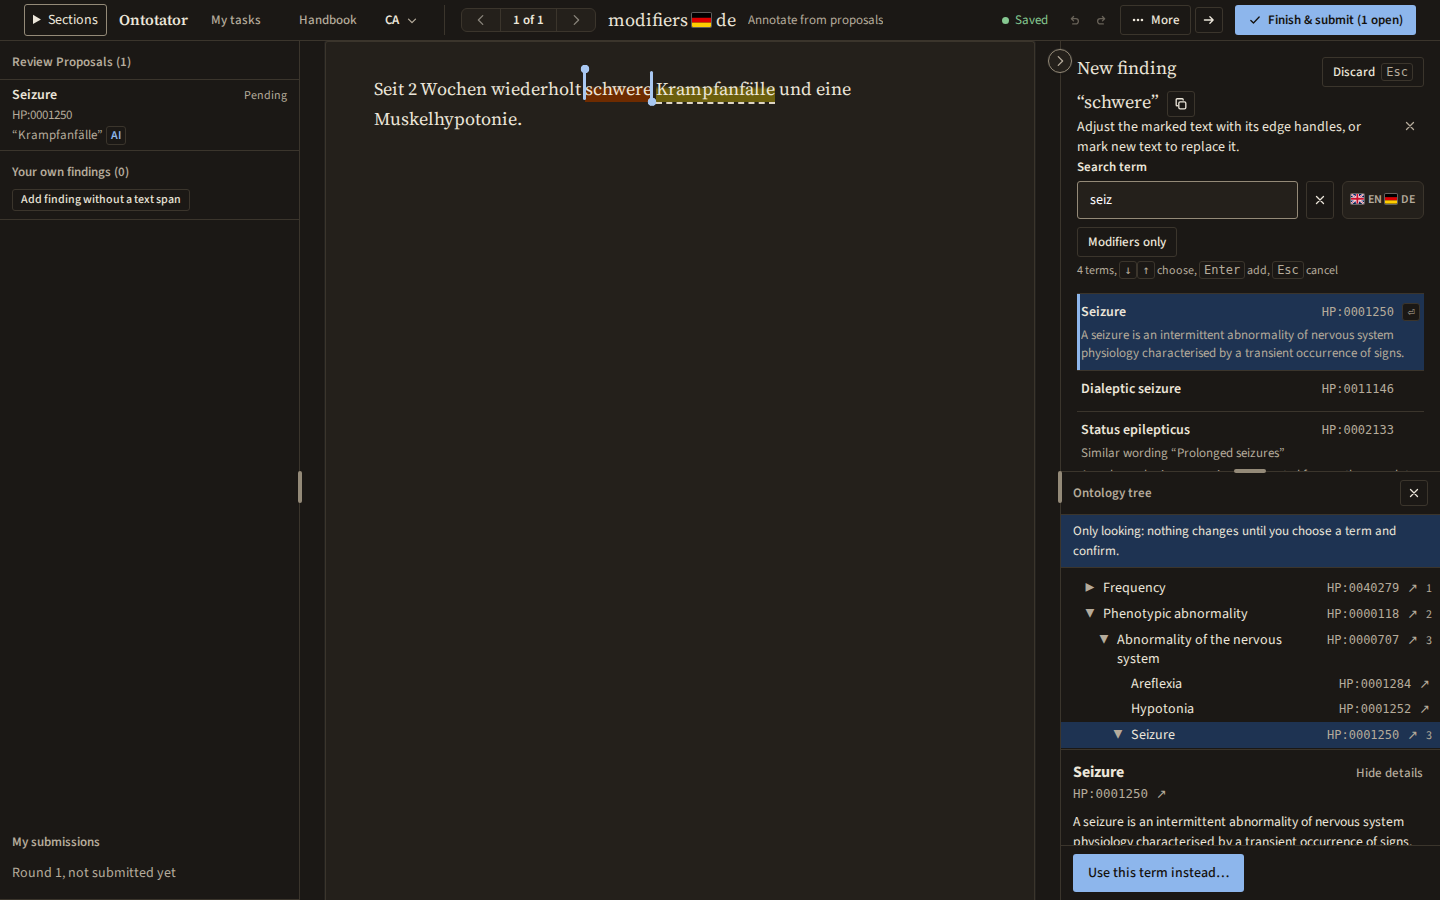 Sections
Ontotator
My tasks
Handbook
CA
1 of 1
modifiers de
Annotate from proposals
Saved
More
Finish & submit (1 open)
Review Proposals (1)
Seizure
Pending
HP:0001250
“Krampfanfälle” AI
Your own findings (0)
Add finding without a text span
My submissions
Round 1, not submitted yet
Seit 2 Wochen wiederholt schwere Krampfanfälle und eine
Muskelhypotonie.
New finding
Discard Esc
“schwere”
Adjust the marked text with its edge handles, or
mark new text to replace it.
Search term
seiz
EN DE
Modifiers only
4 terms, ↓ ↑ choose, Enter add, Esc cancel
Seizure HP:0001250
A seizure is an intermittent abnormality of nervous system
physiology characterised by a transient occurrence of signs.
Dialeptic seizure HP:0011146
Status epilepticus HP:0002133
Similar wording “Prolonged seizures”
Ontology tree
Only looking: nothing changes until you choose a term and
confirm.
Frequency HP:0040279 ↗ 1
Phenotypic abnormality HP:0000118 ↗ 2
Abnormality of the nervous HP:0000707 ↗ 3
system
Areflexia HP:0001284 ↗
Hypotonia HP:0001252 ↗
Seizure HP:0001250 ↗ 3
Seizure
Hide details
HP:0001250 ↗
A seizure is an intermittent abnormality of nervous system
physiology characterised by a transient occurrence of signs.
Use this term instead…